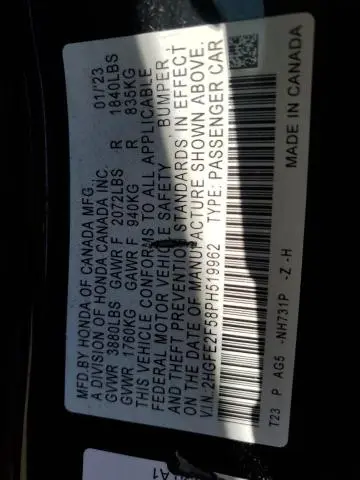 MFD.BY HONDA OF CANADA MFG. 01/'23
A DIVISION OF HONDA CANADA INC.
GVWR 3880LBS GAWR F 2072LBS R 1840LBS
GVWR 1760KG GAWR F 940KG R 835KG
THIS VEHICLE CONFORMS TO ALL APPLICABLE
FEDERAL MOTOR VEHICLE SAFETY, BUMPER,
AND THEFT PREVENTION STANDARDS IN EFFECT
ON THE DATE OF MANUFACTURE SHOWN ABOVE.
V.I.N.:2HGFE2F58PH519962 TYPE: PASSENGER CAR
T23 P AG5 -NH731P -Z -H MADE IN CANADA